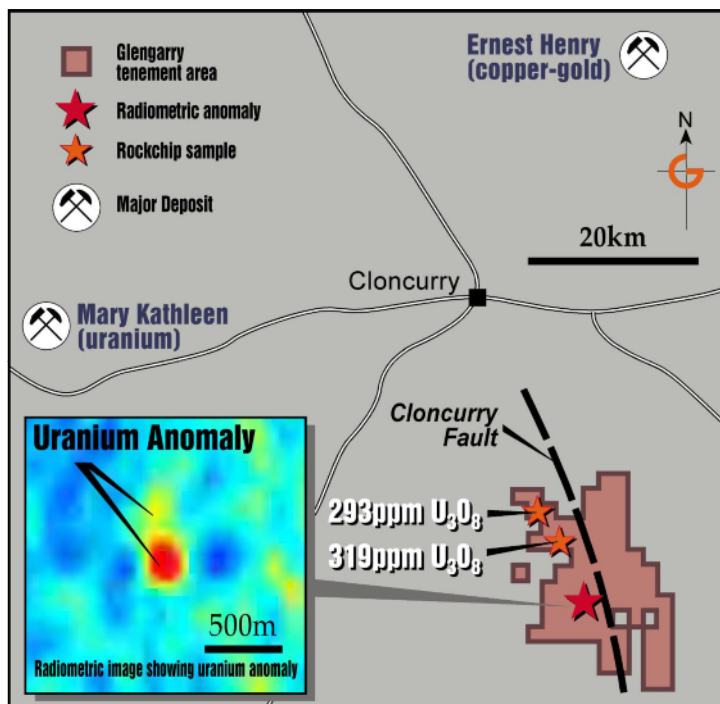 Glengarry
tenement area
Radiometric anomaly
Rockchip sample
Major Deposit
Ernest Henry
(copper-gold)
N
G
20km
Cloncurry
Mary Kathleen
(uranium)
Cloncurry
Fault
Uranium Anomaly
293ppm U₃O₈
319ppm U₃O₈
500m
Radiometric image showing uranium anomaly